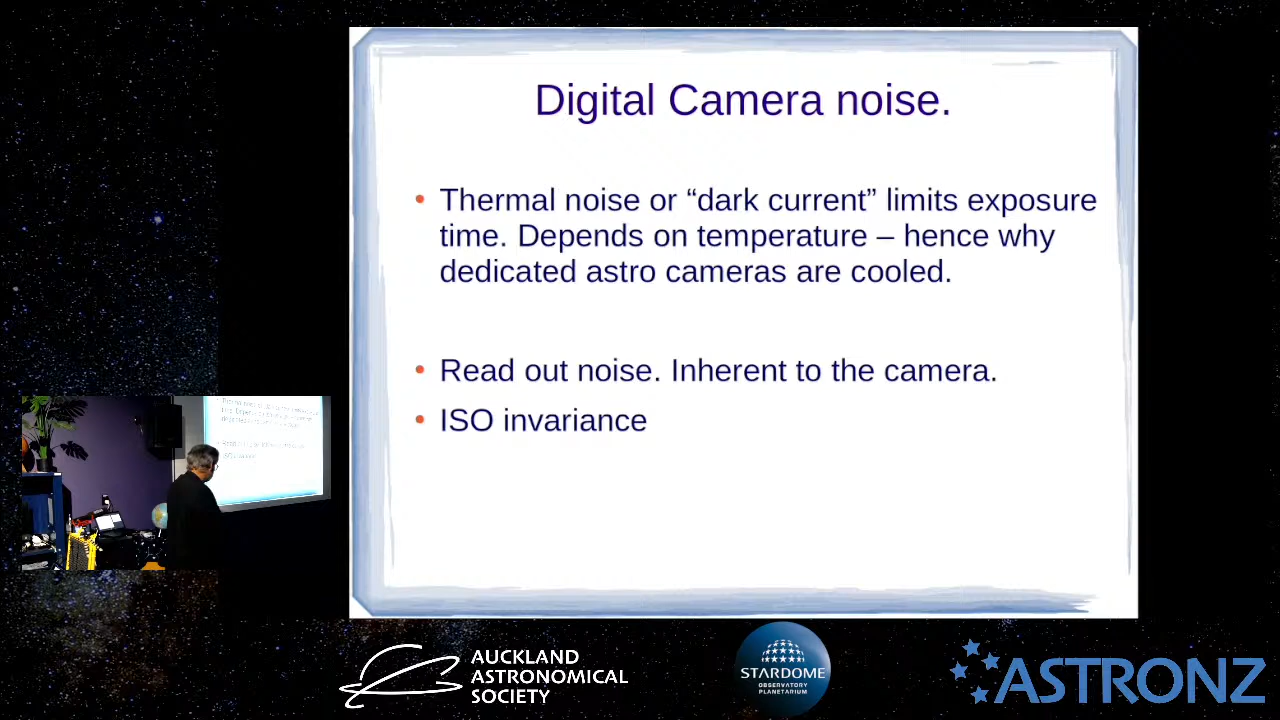 Digital Camera noise.
• Thermal noise or “dark current” limits exposure
time. Depends on temperature – hence why
dedicated astro cameras are cooled.
• Read out noise. Inherent to the camera.
• ISO invariance
AUCKLAND
ASTRONOMICAL
SOCIETY
STARDOME
OBSERVATORY
PLANETARIUM
ASTRONZ